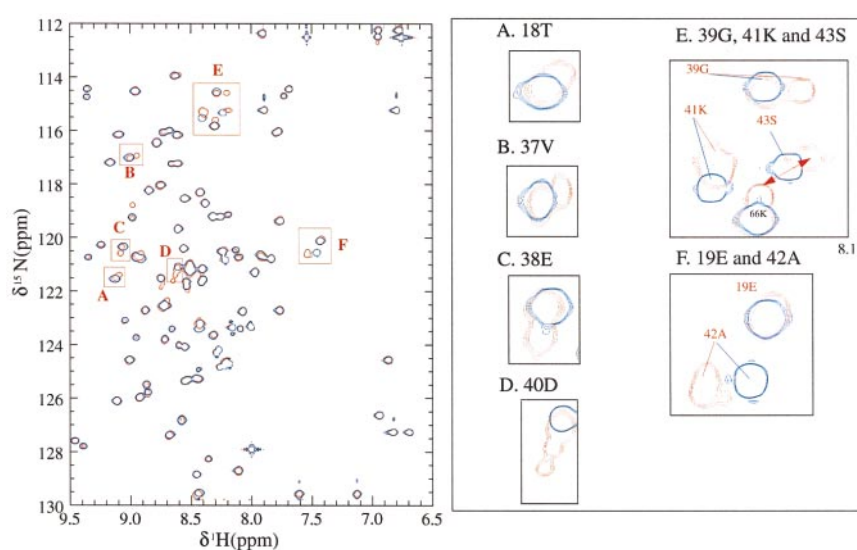 112
114
116
118
120
122
124
126
128
130
δ¹⁵N(ppm)
9.5 9.0 8.5 8.0 7.5 7.0 6.5
δ¹H(ppm)
E
B
C
D
A
F
A. 18T
B. 37V
C. 38E
D. 40D
E. 39G, 41K and 43S
39G
41K
43S
66K
8.1
F. 19E and 42A
19E
42A